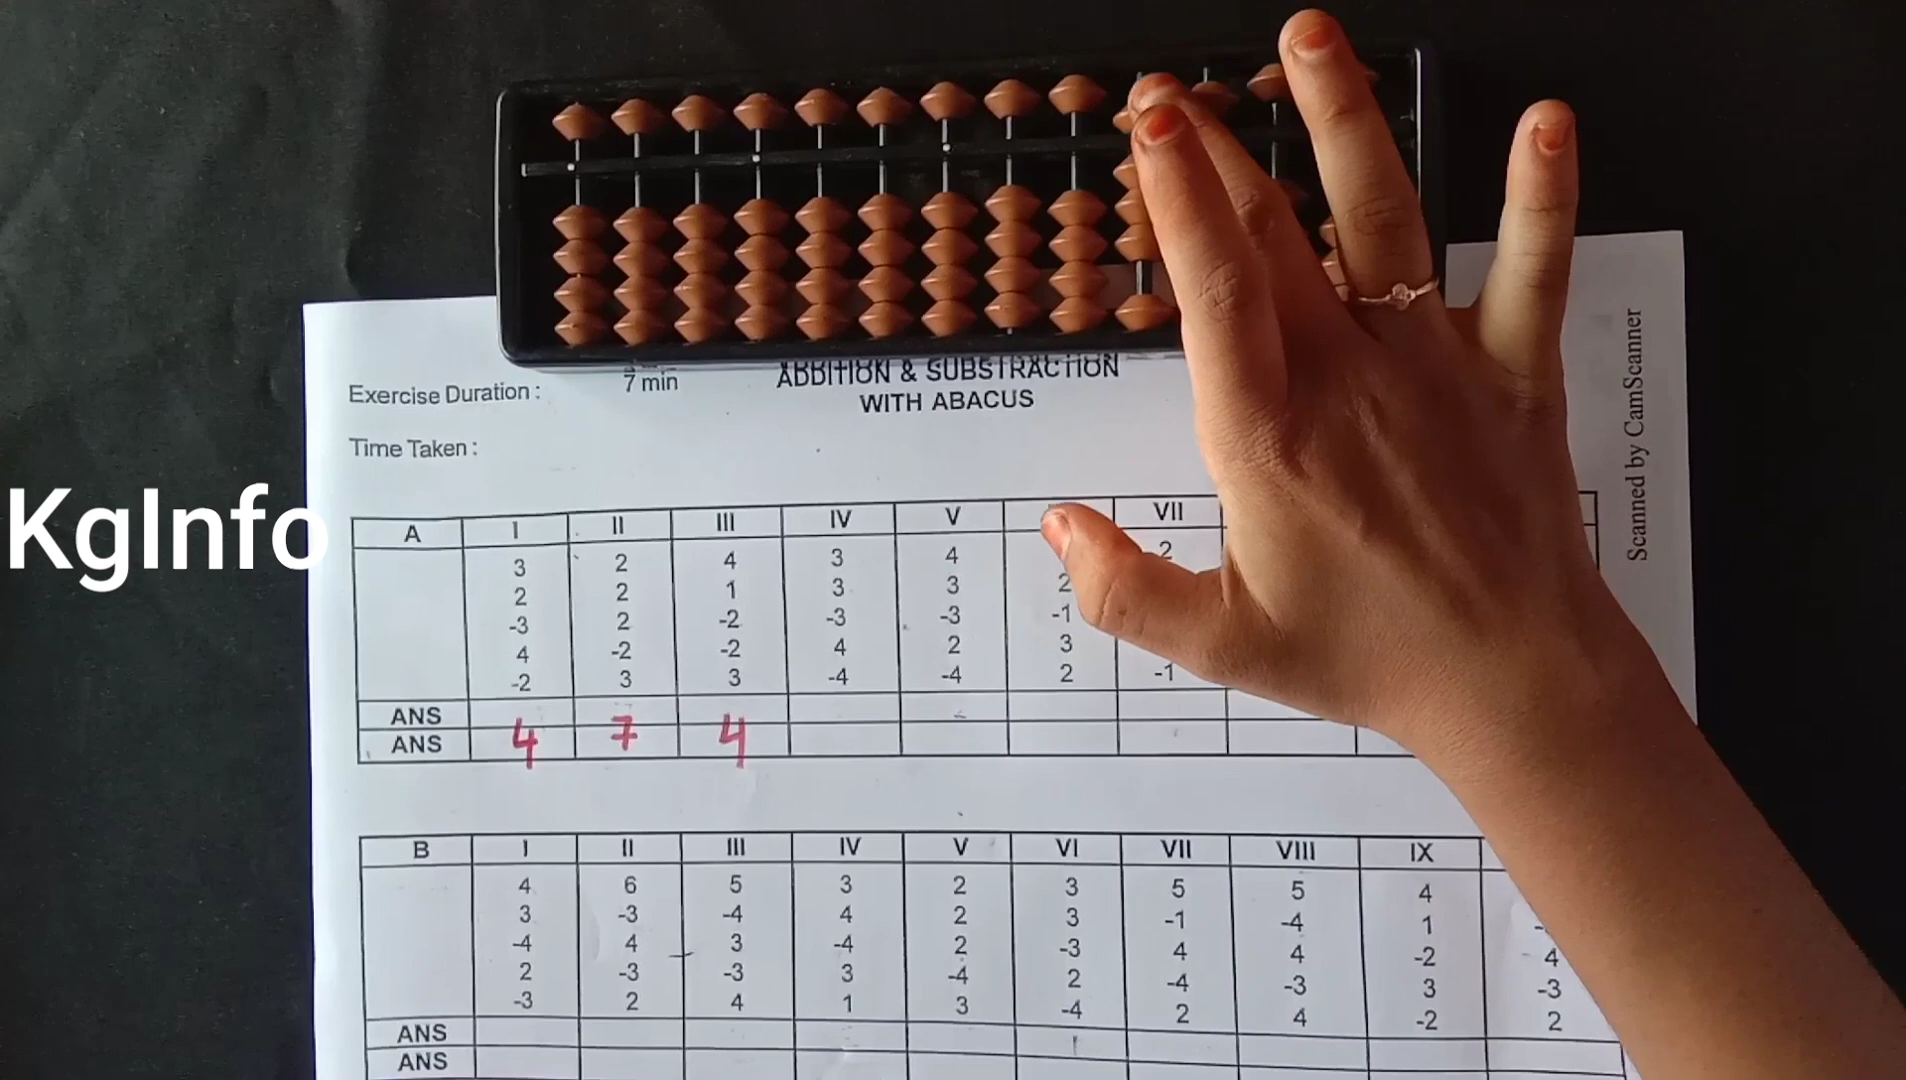 ADDITION & SUBSTRACTION
Exercise Duration : 7 min
WITH ABACUS
Time Taken :
Scanned by CamScanner
KgInfo
A I II III IV V VII
3 2 4 3 4 2
2 2 1 3 3 2
-3 2 -2 -3 -3 -1
4 -2 -2 4 2 3
-2 3 3 -4 -4 2 -1
ANS
ANS 4 7 4
B I II III IV V VI VII VIII IX
4 6 5 3 2 3 5 5 4
3 -3 -4 4 2 3 -1 -4 1
-4 4 3 -4 2 -3 4 4 -2 4
2 -3 -3 3 -4 2 -4 -3 3 -3
-3 2 4 1 3 -4 2 4 -2 2
ANS
ANS